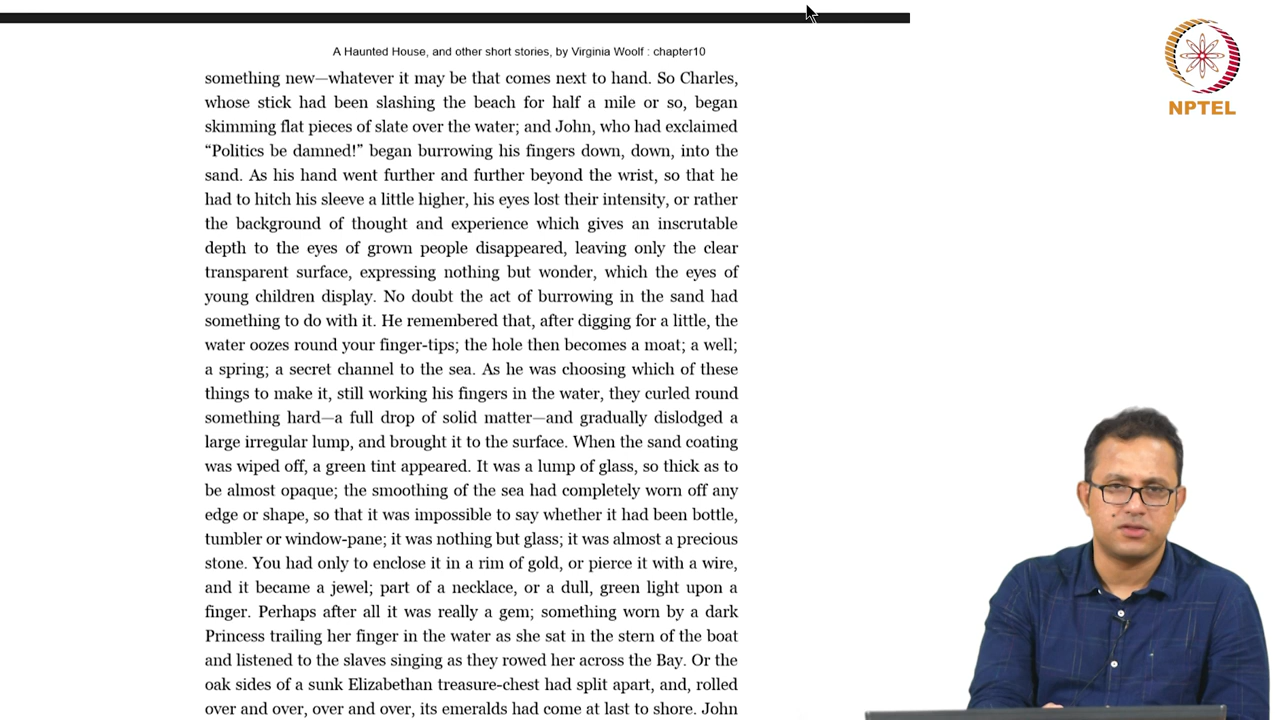 A Haunted House, and other short stories, by Virginia Woolf : chapter10
something new—whatever it may be that comes next to hand. So Charles,
whose stick had been slashing the beach for half a mile or so, began
skimming flat pieces of slate over the water; and John, who had exclaimed
“Politics be damned!” began burrowing his fingers down, down, into the
sand. As his hand went further and further beyond the wrist, so that he
had to hitch his sleeve a little higher, his eyes lost their intensity, or rather
the background of thought and experience which gives an inscrutable
depth to the eyes of grown people disappeared, leaving only the clear
transparent surface, expressing nothing but wonder, which the eyes of
young children display. No doubt the act of burrowing in the sand had
something to do with it. He remembered that, after digging for a little, the
water oozes round your finger-tips; the hole then becomes a moat; a well;
a spring; a secret channel to the sea. As he was choosing which of these
things to make it, still working his fingers in the water, they curled round
something hard—a full drop of solid matter—and gradually dislodged a
large irregular lump, and brought it to the surface. When the sand coating
was wiped off, a green tint appeared. It was a lump of glass, so thick as to
be almost opaque; the smoothing of the sea had completely worn off any
edge or shape, so that it was impossible to say whether it had been bottle,
tumbler or window-pane; it was nothing but glass; it was almost a precious
stone. You had only to enclose it in a rim of gold, or pierce it with a wire,
and it became a jewel; part of a necklace, or a dull, green light upon a
finger. Perhaps after all it was really a gem; something worn by a dark
Princess trailing her finger in the water as she sat in the stern of the boat
and listened to the slaves singing as they rowed her across the Bay. Or the
oak sides of a sunk Elizabethan treasure-chest had split apart, and, rolled
over and over, over and over, its emeralds had come at last to shore. John
NPTEL